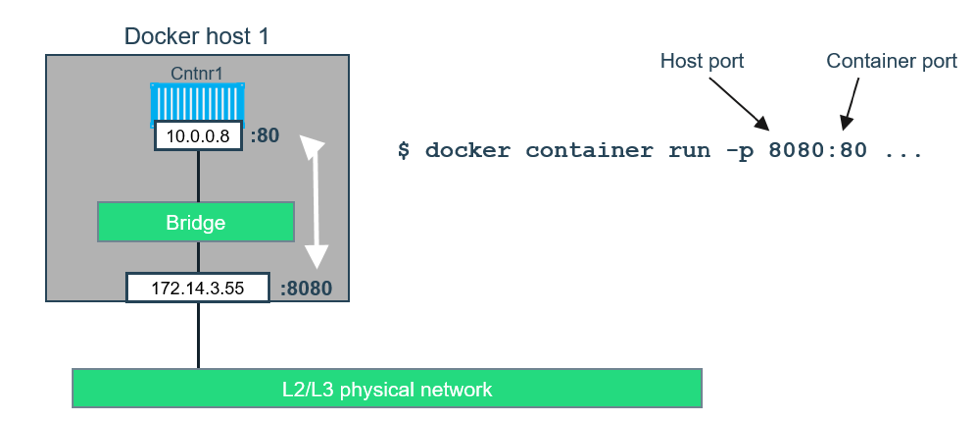 Docker host 1
Cntnr1
10.0.0.8 :80
Bridge
172.14.3.55 :8080
L2/L3 physical network
Host port Container port
$ docker container run -p 8080:80 ...